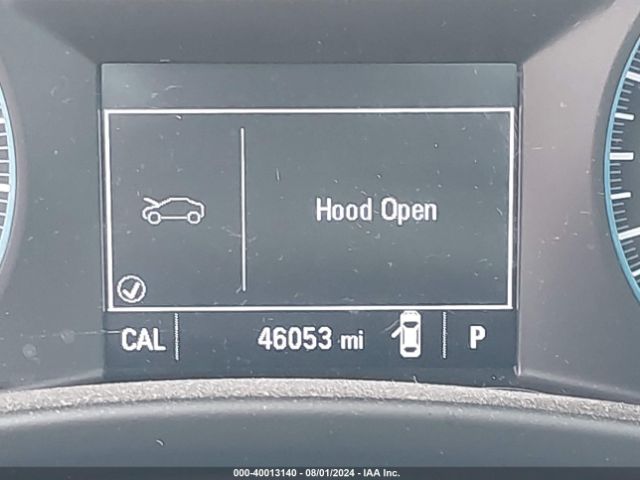 Hood Open
CAL 46053 mi P
000-40013140 - 08/01/2024 - IAA Inc.